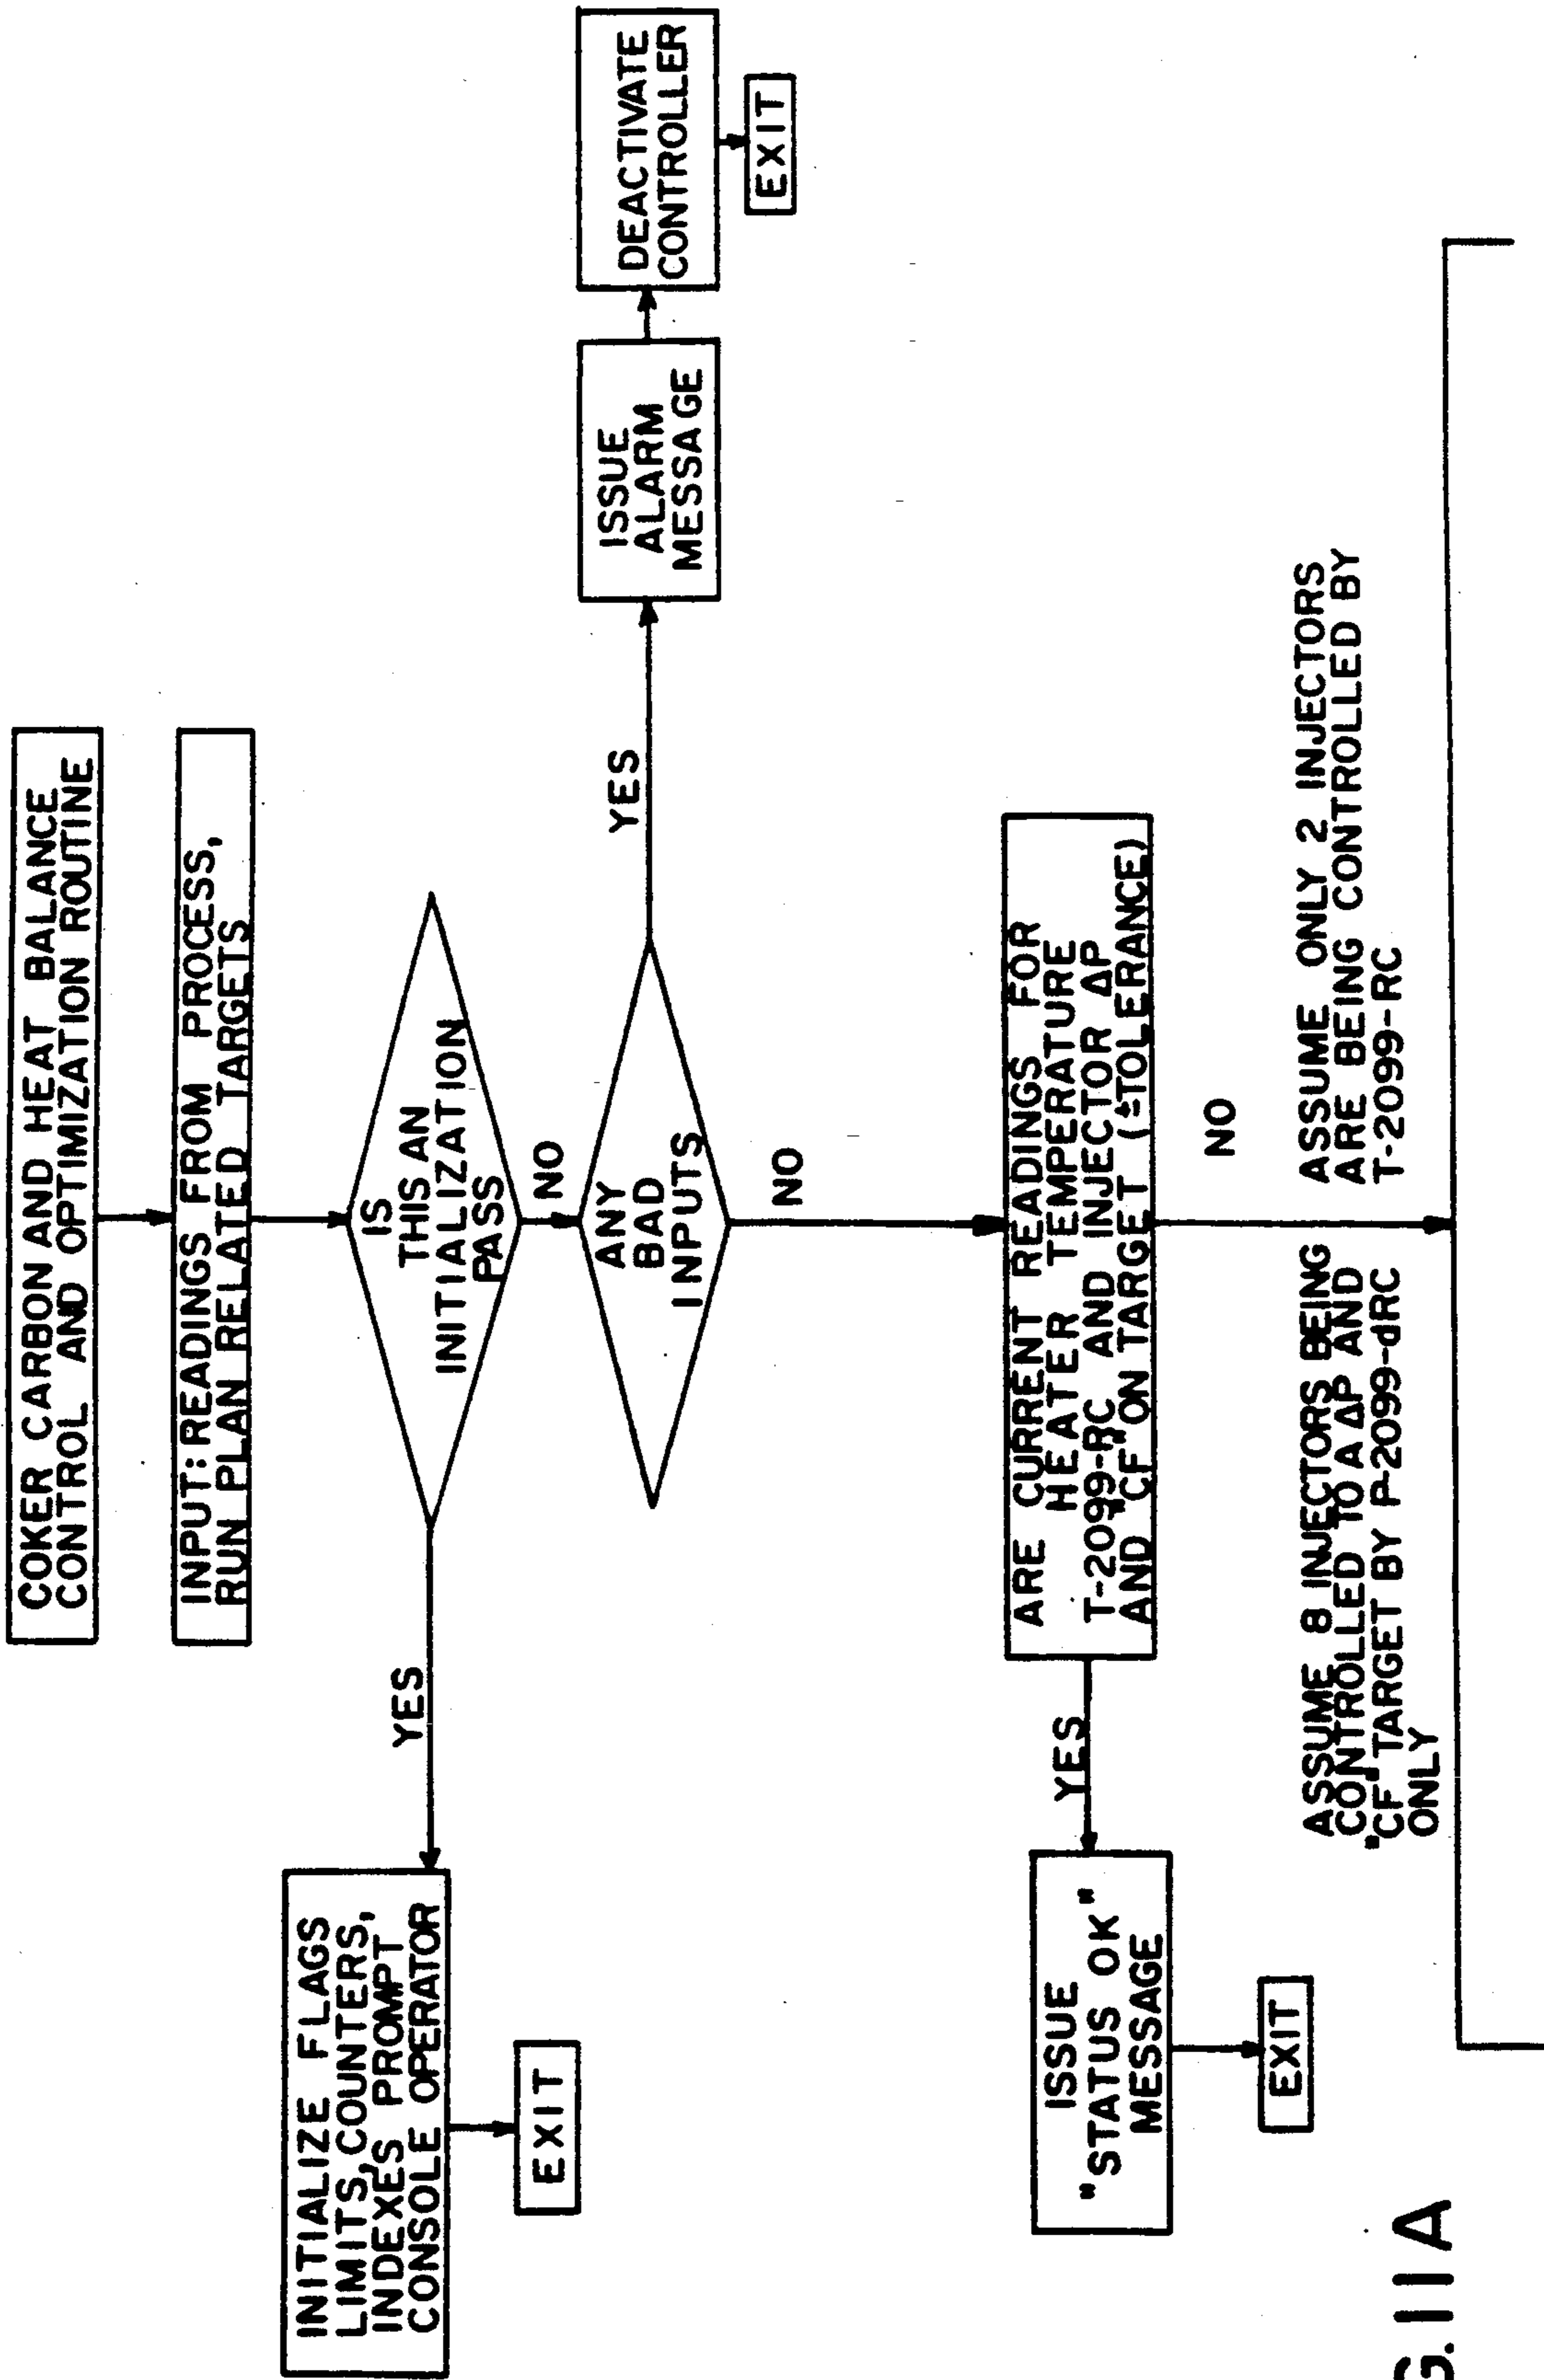 COKER CARBON AND HEAT BALANCE
CONTROL AND OPTIMIZATION ROUTINE
INPUT: READINGS FROM PROCESS,
RUN PLAN RELATED TARGETS
IS
THIS AN
INITIALIZATION
PASS
YES
INITIALIZE FLAGS
LIMITS, COUNTERS,
INDEXES PROMPT
CONSOLE OPERATOR
EXIT
NO
ANY
BAD
INPUTS
YES
ISSUE
ALARM
MESSAGE
DEACTIVATE
CONTROLLER
EXIT
NO
ARE CURRENT READINGS FOR
HEATER TEMPERATURE
T-2099-RC AND INJECTOR ΔP
AND "CF" ON TARGET (±TOLERANCE)
YES
ISSUE
"STATUS OK"
MESSAGE
EXIT
NO
ASSUME 8 INJECTORS BEING
CONTROLLED TO A ΔP AND
"CF" TARGET BY P-2099-dRC
ONLY
ASSUME ONLY 2 INJECTORS
ARE BEING CONTROLLED BY
T-2099-RC
G. 11A